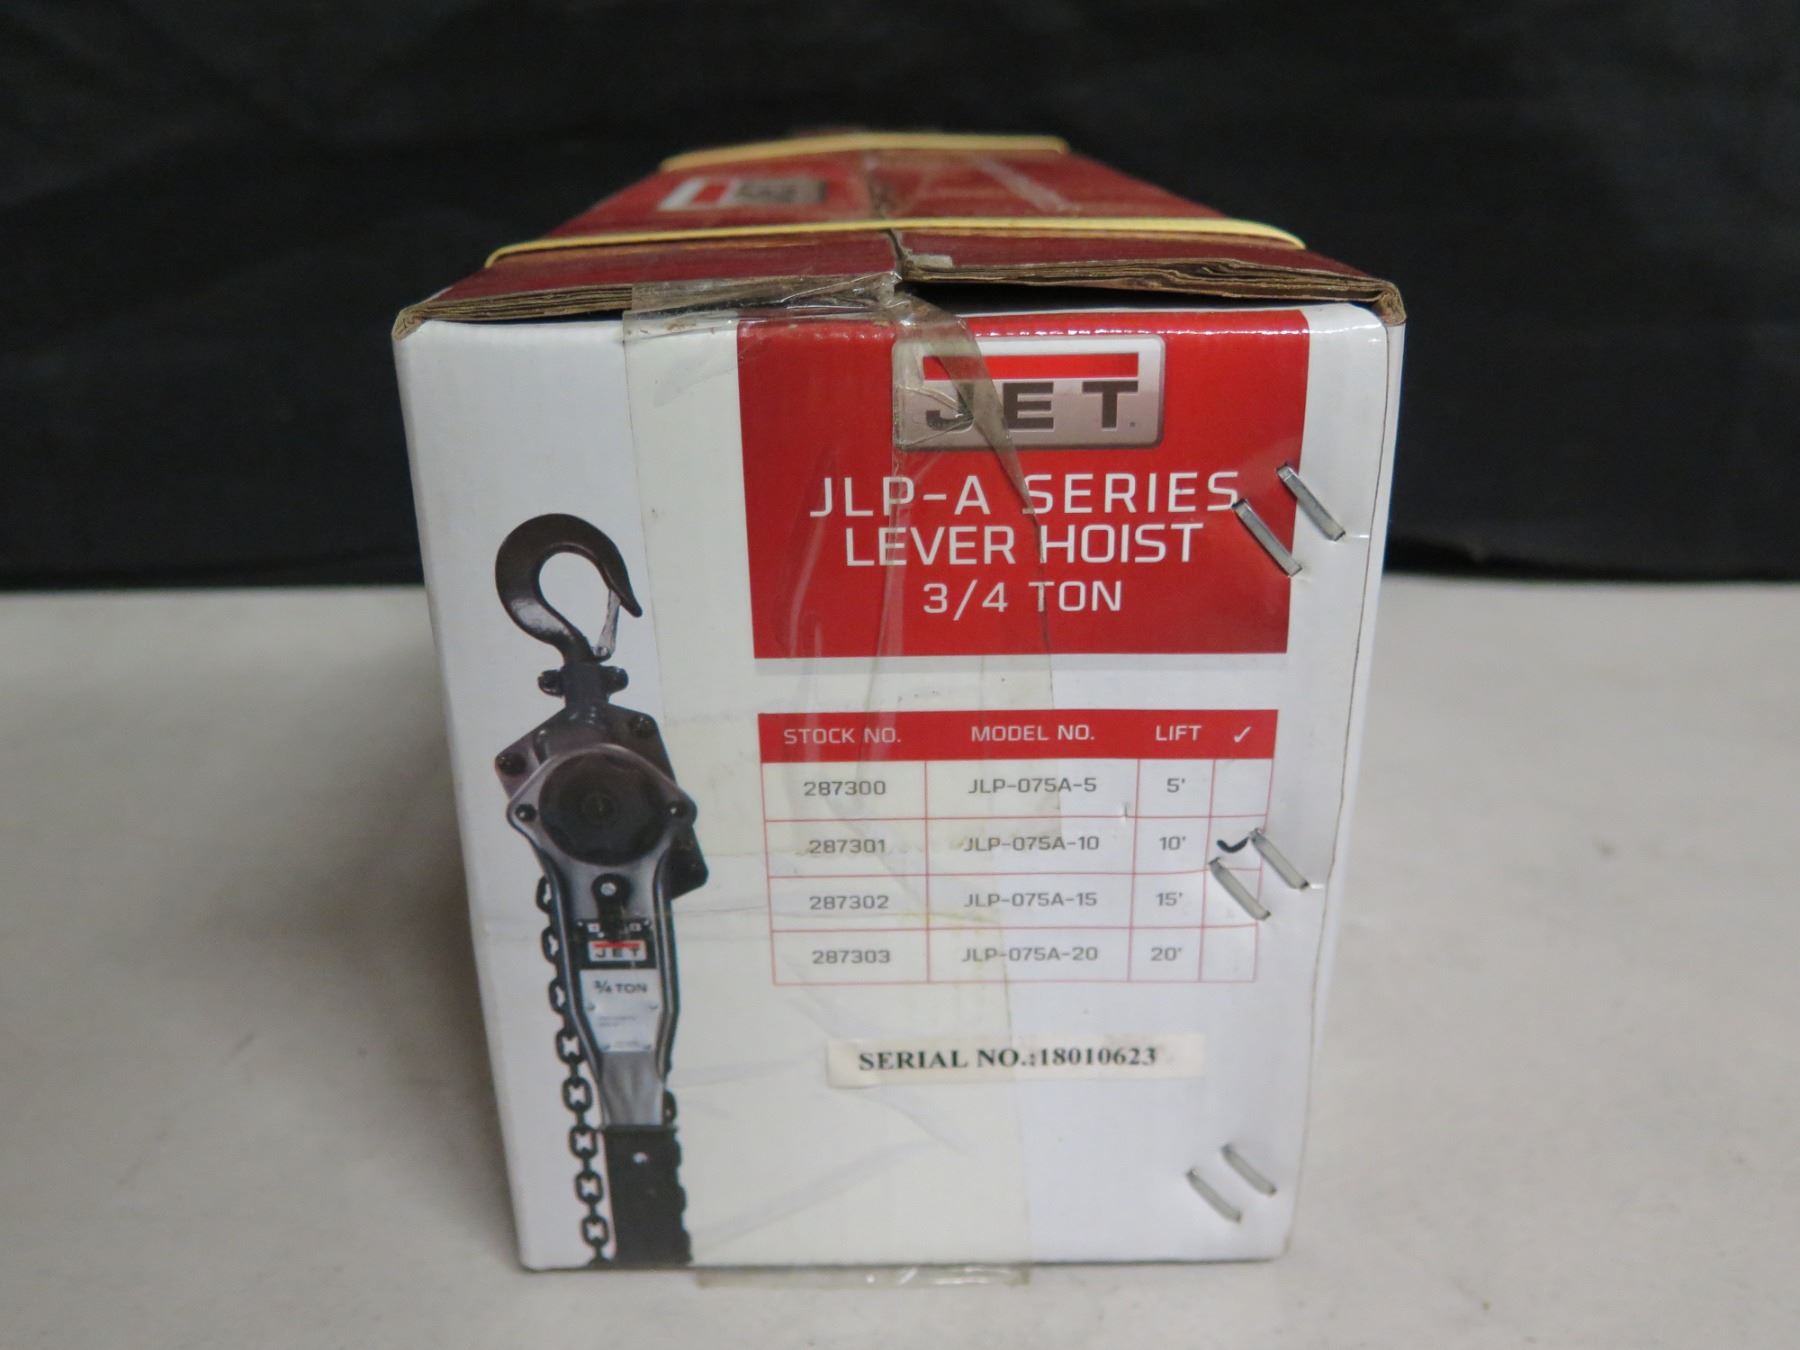 JET
JLP-A SERIES
LEVER HOIST
3/4 TON
STOCK NO. MODEL NO. LIFT ✓
287300 JLP-075A-5 5'
287301 JLP-075A-10 10' ✓
287302 JLP-075A-15 15'
287303 JLP-075A-20 20'
SERIAL NO.:18010623
JET
¾ TON